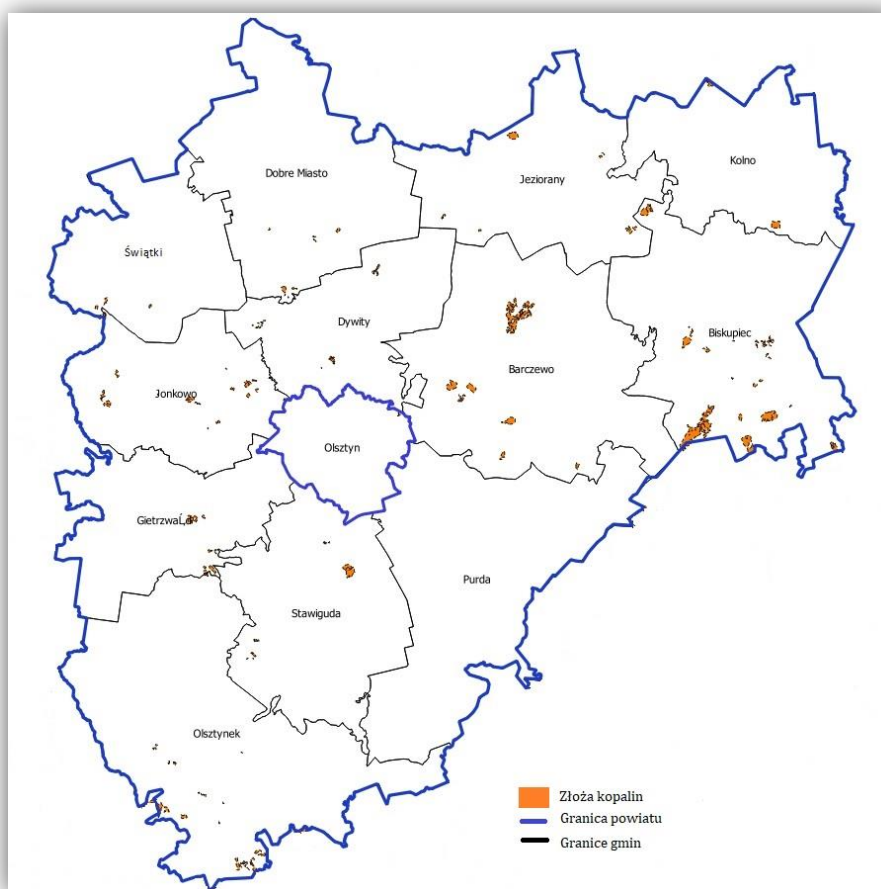 Kolno
Dobre Miasto
Jeziorany
Świątki
Dywity
Biskupiec
Barczewo
Jonkowo
Olsztyn
GietrzwaĹ‚d
Purda
Stawiguda
Olsztynek
Złoża kopalin
Granica powiatu
Granice gmin